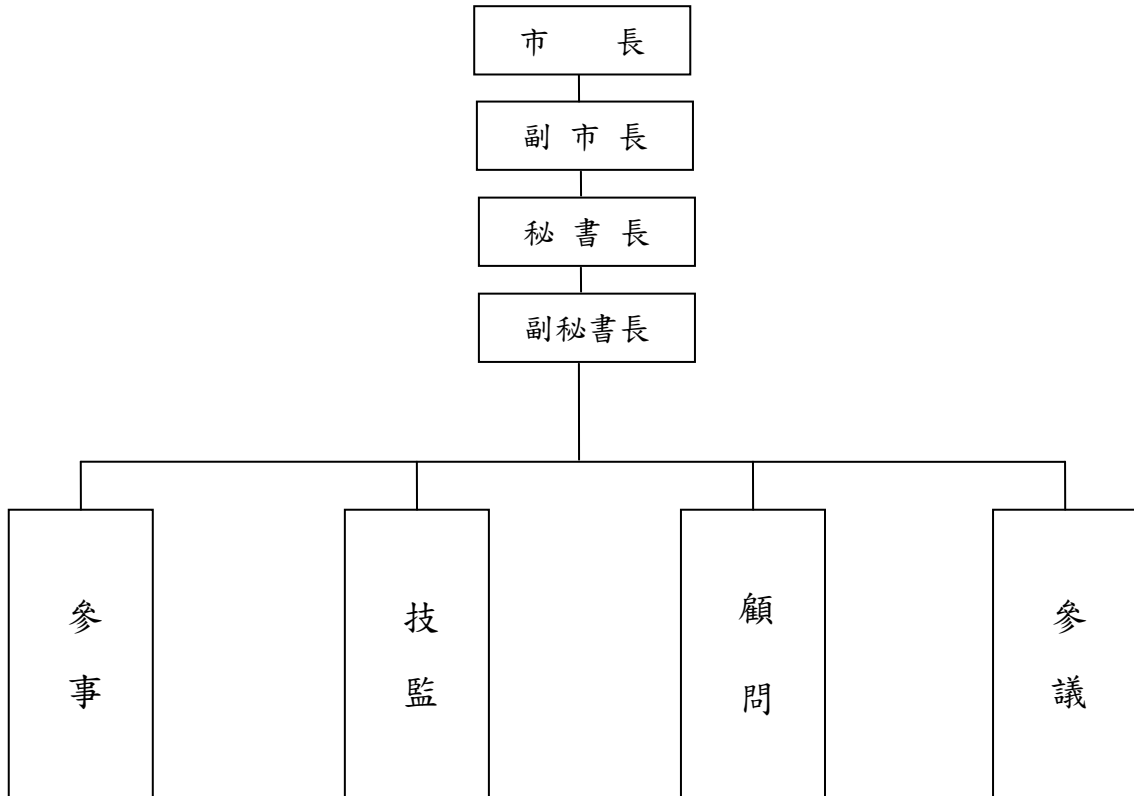 市 長
副 市 長
秘 書 長
副秘書長
參事
技監
顧問
參議